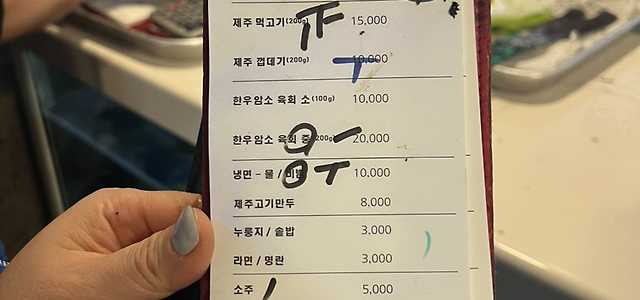 제주 먹고기(200g) 15,000
제주 껍데기(200g) 10,000
한우암소 육회 소(100g) 10,000
한우암소 육회 중(200g) 20,000
냉면 - 물 / 비빔 10,000
제주고기만두 8,000
누룽지 / 솥밥 3,000
라면 / 명란 3,000
소주 5,000